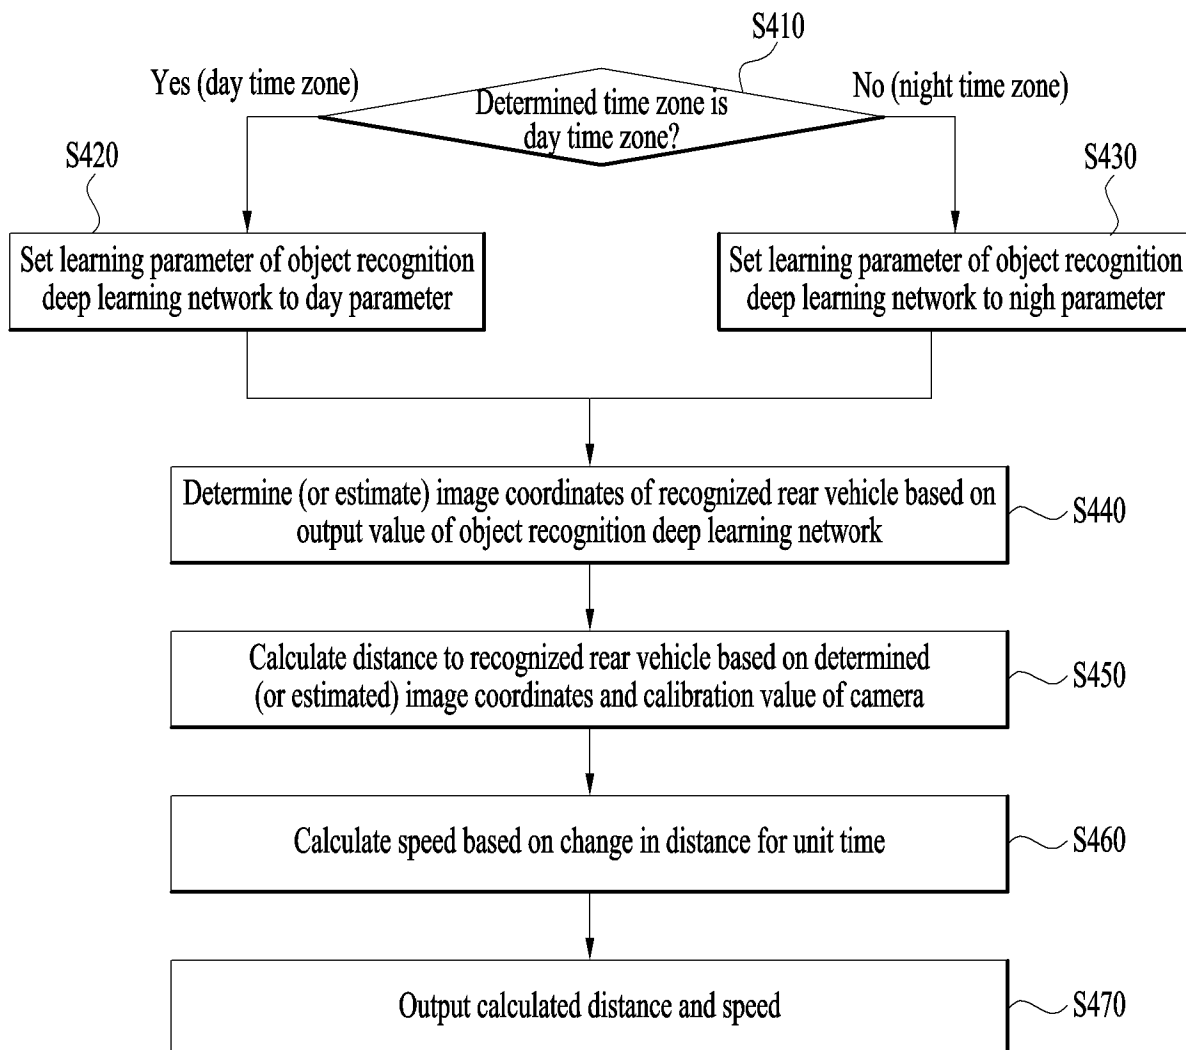 S410
Yes (day time zone)
No (night time zone)
Determined time zone is
day time zone?
S420
S430
Set learning parameter of object recognition
deep learning network to day parameter
Set learning parameter of object recognition
deep learning network to nigh parameter
Determine (or estimate) image coordinates of recognized rear vehicle based on
output value of object recognition deep learning network
S440
Calculate distance to recognized rear vehicle based on determined
(or estimated) image coordinates and calibration value of camera
S450
Calculate speed based on change in distance for unit time
S460
Output calculated distance and speed
S470